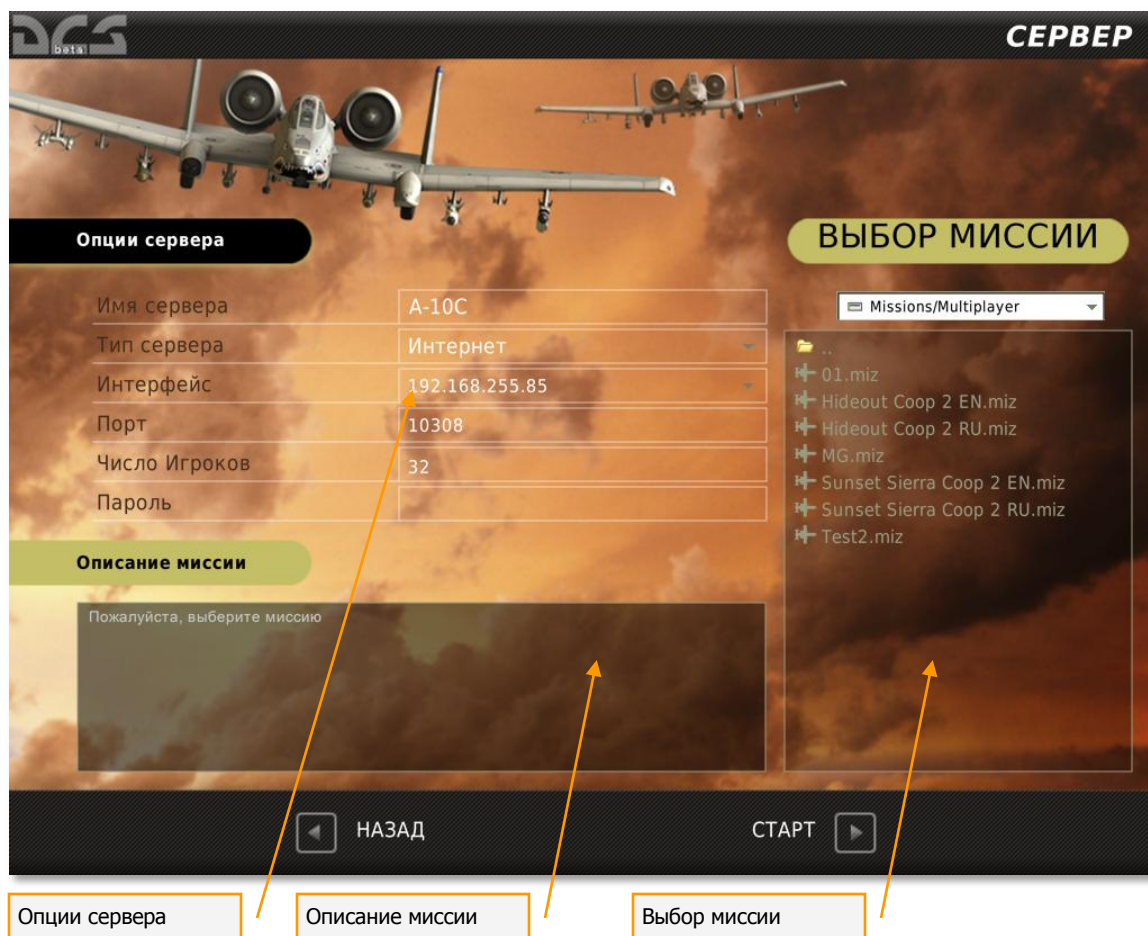 DCS
beta
СЕРВЕР
Опции сервера
Имя сервера A-10C
Тип сервера Интернет
Интерфейс 192.168.255.85
Порт 10308
Число Игроков 32
Пароль
Описание миссии
Пожалуйста, выберите миссию
ВЫБОР МИССИИ
Missions/Multiplayer
..
01.miz
Hideout Coop 2 EN.miz
Hideout Coop 2 RU.miz
MG.miz
Sunset Sierra Coop 2 EN.miz
Sunset Sierra Coop 2 RU.miz
Test2.miz
НАЗАД
СТАРТ
Опции сервера
Описание миссии
Выбор миссии